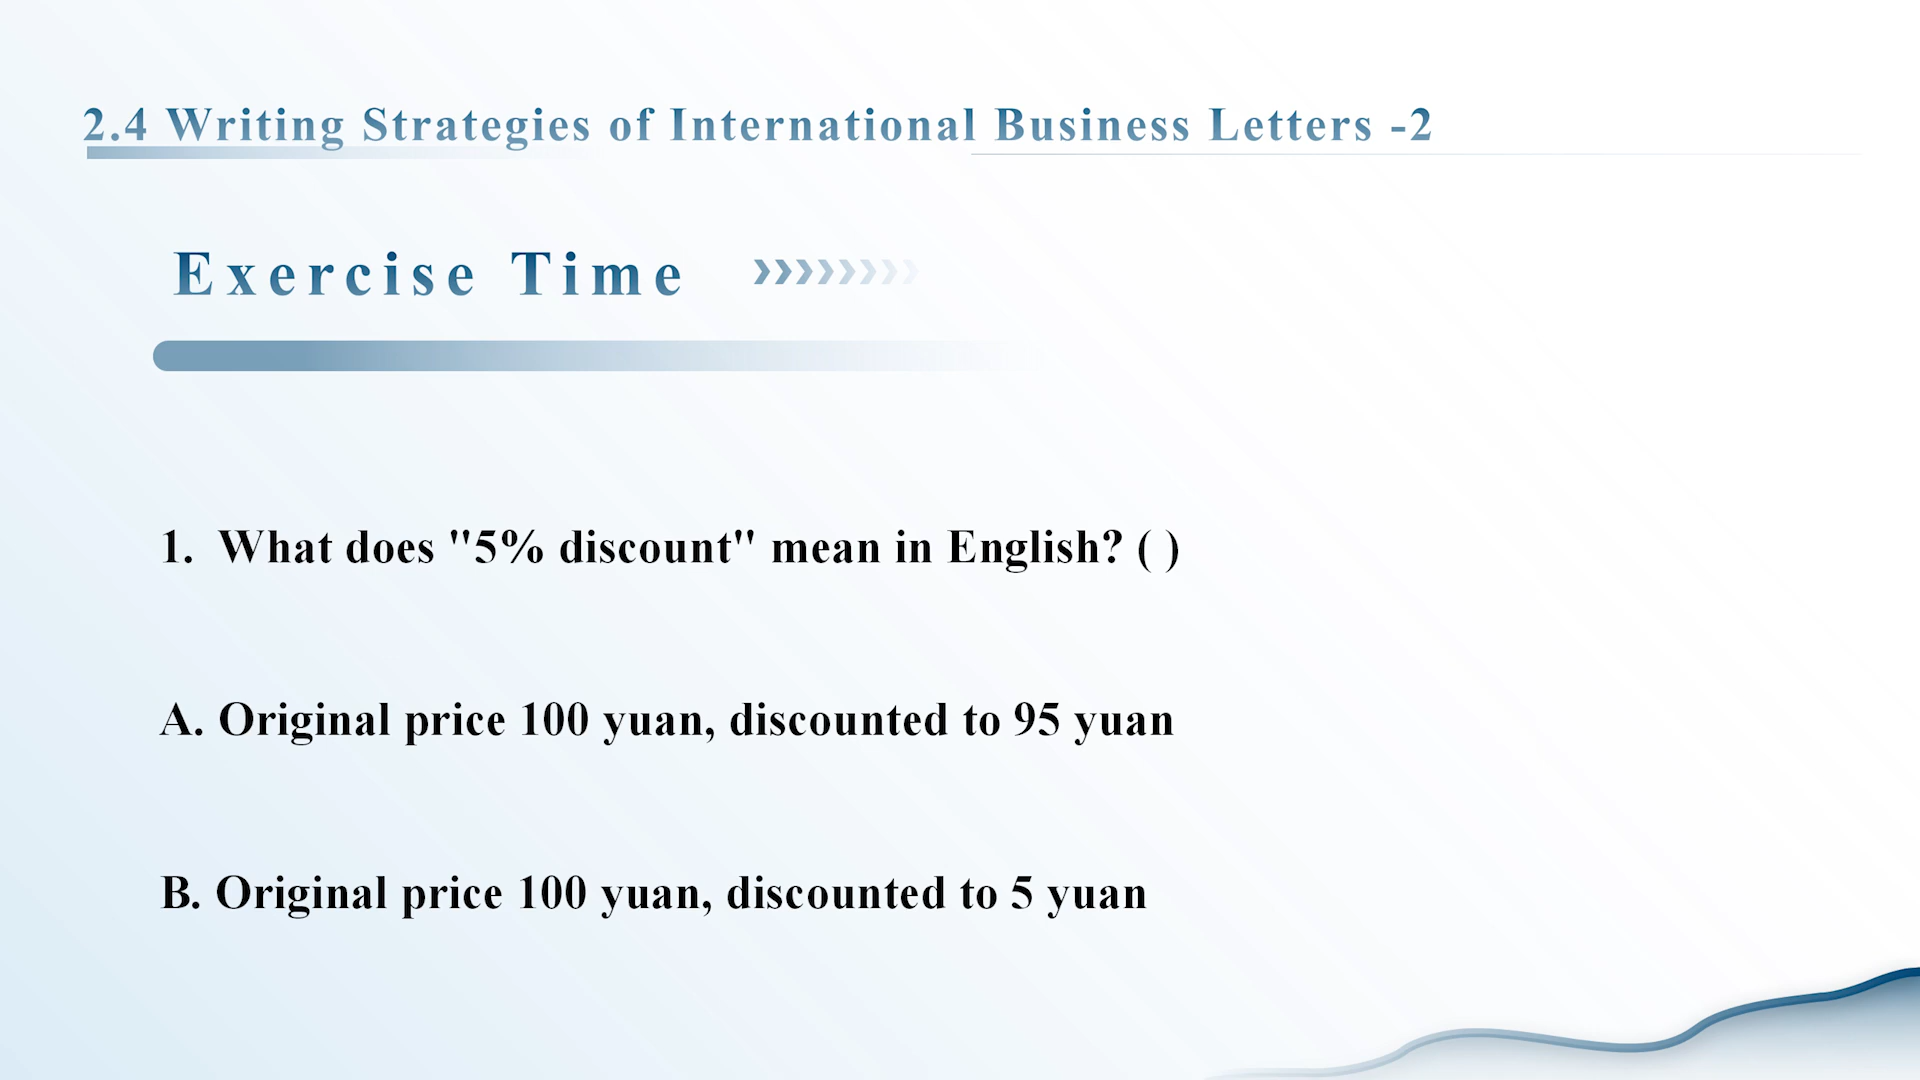 2.4 Writing Strategies of International Business Letters -2
Exercise Time
1. What does "5% discount" mean in English? ( )
A. Original price 100 yuan, discounted to 95 yuan
B. Original price 100 yuan, discounted to 5 yuan